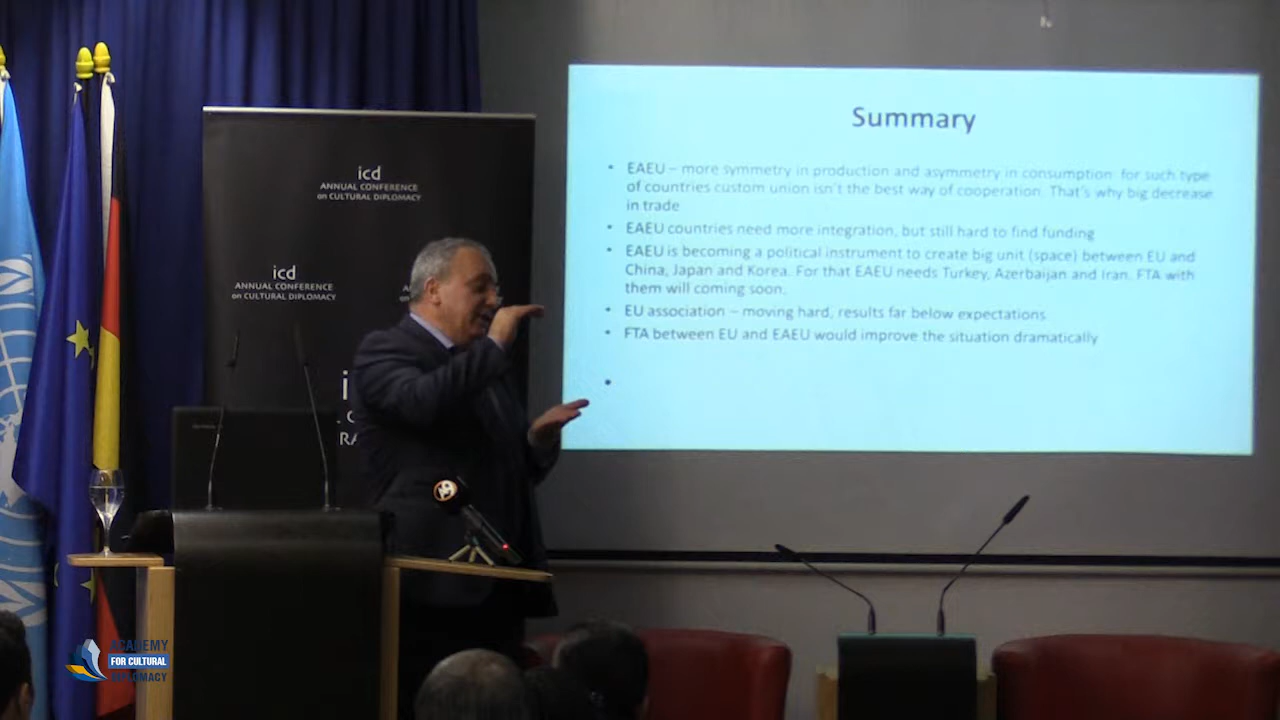 icd
ANNUAL CONFERENCE
on CULTURAL DIPLOMACY
icd
ANNUAL CONFERENCE
on CULTURAL DIPLOMACY
Summary
• EAEU – more symmetry in production and asymmetry in consumption: for such type
of countries custom union isn't the best way of cooperation. That's why big decrease
in trade
• EAEU countries need more integration, but still hard to find funding
• EAEU is becoming a political instrument to create big unit (space) between EU and
China, Japan and Korea. For that EAEU needs Turkey, Azerbaijan and Iran. FTA with
them will coming soon.
• EU association – moving hard, results far below expectations
• FTA between EU and EAEU would improve the situation dramatically
•
ACADEMY
FOR CULTURAL
DIPLOMACY